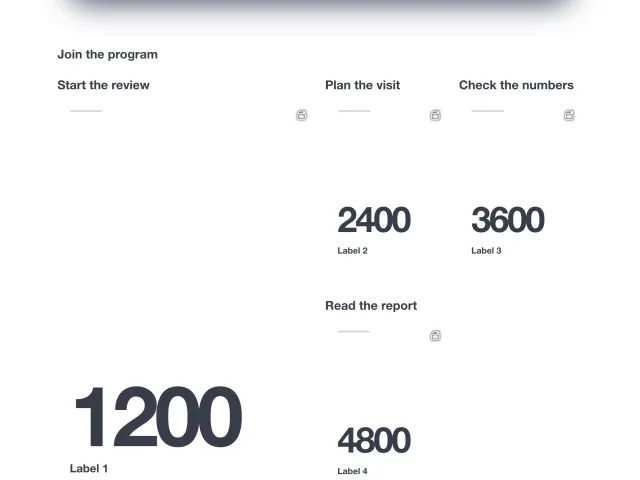 Join the program
Start the review
Plan the visit
Check the numbers
2400
Label 2
3600
Label 3
Read the report
1200
Label 1
4800
Label 4